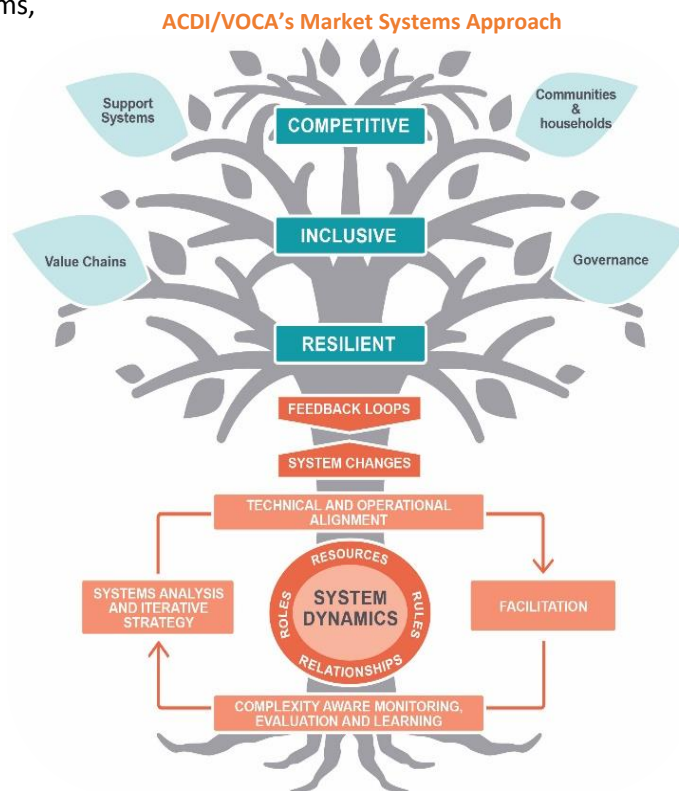 ms,
ACDI/VOCA's Market Systems Approach
Support
Systems
COMPETITIVE
Communities
&
households
INCLUSIVE
Value Chains
Governance
RESILIENT
FEEDBACK LOOPS
SYSTEM CHANGES
TECHNICAL AND OPERATIONAL
ALIGNMENT
SYSTEMS ANALYSIS
AND ITERATIVE
STRATEGY
RESOURCES
ROLES
SYSTEM
DYNAMICS
RULES
RELATIONSHIPS
FACILITATION
COMPLEXITY AWARE MONITORING,
EVALUATION AND LEARNING